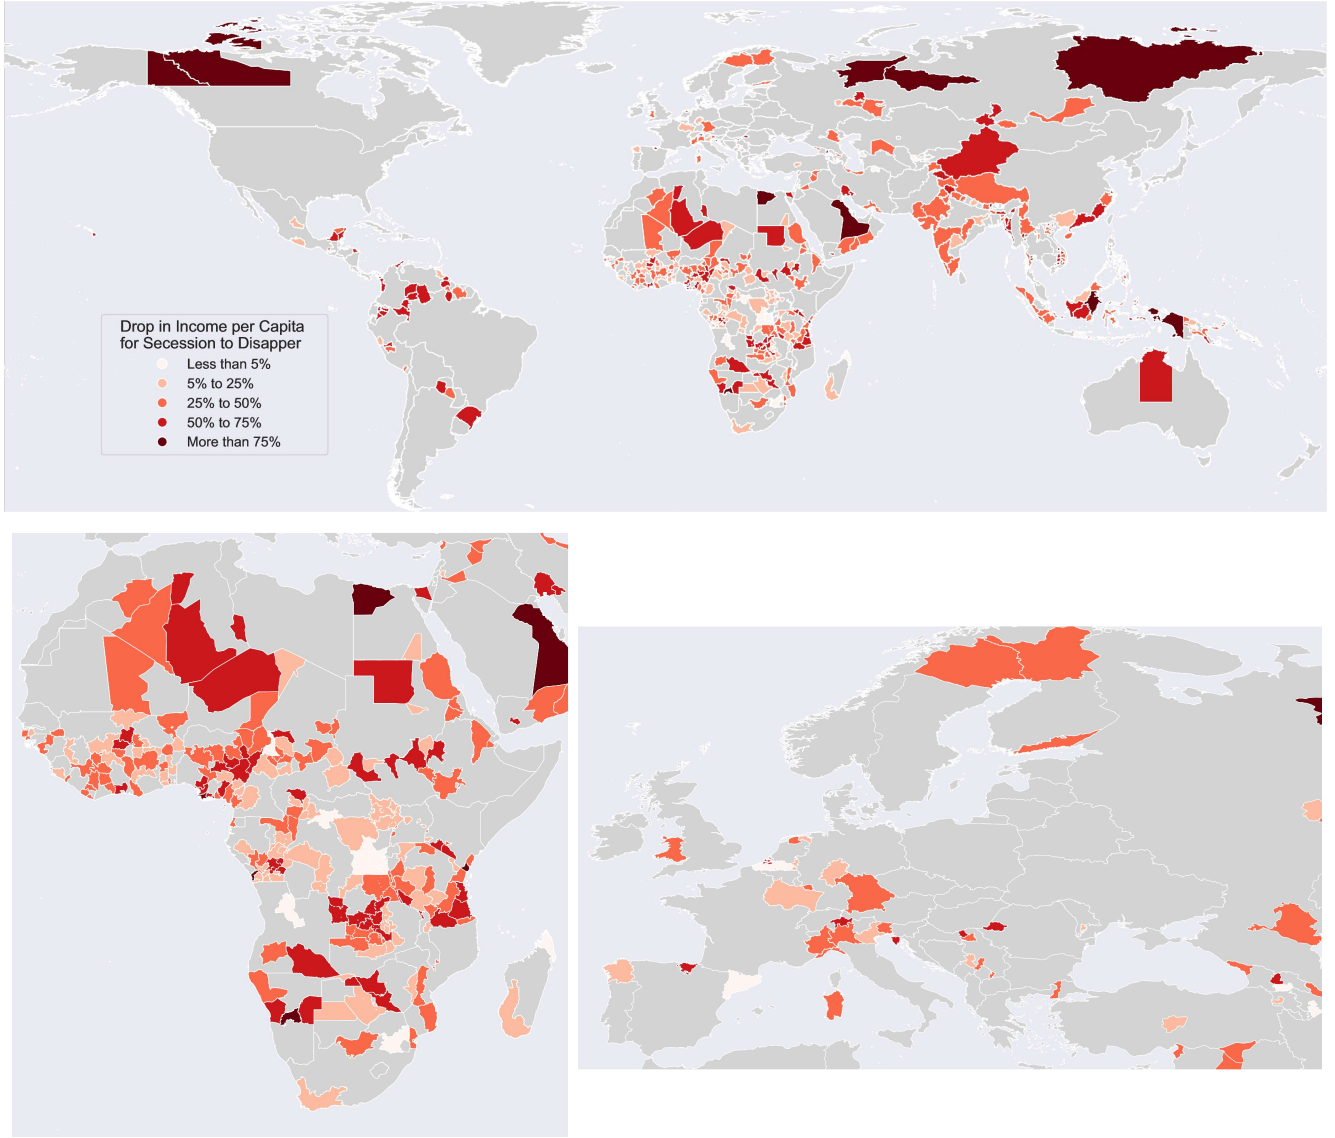 Drop in Income per Capita
for Secession to Disapper
Less than 5%
5% to 25%
25% to 50%
50% to 75%
More than 75%